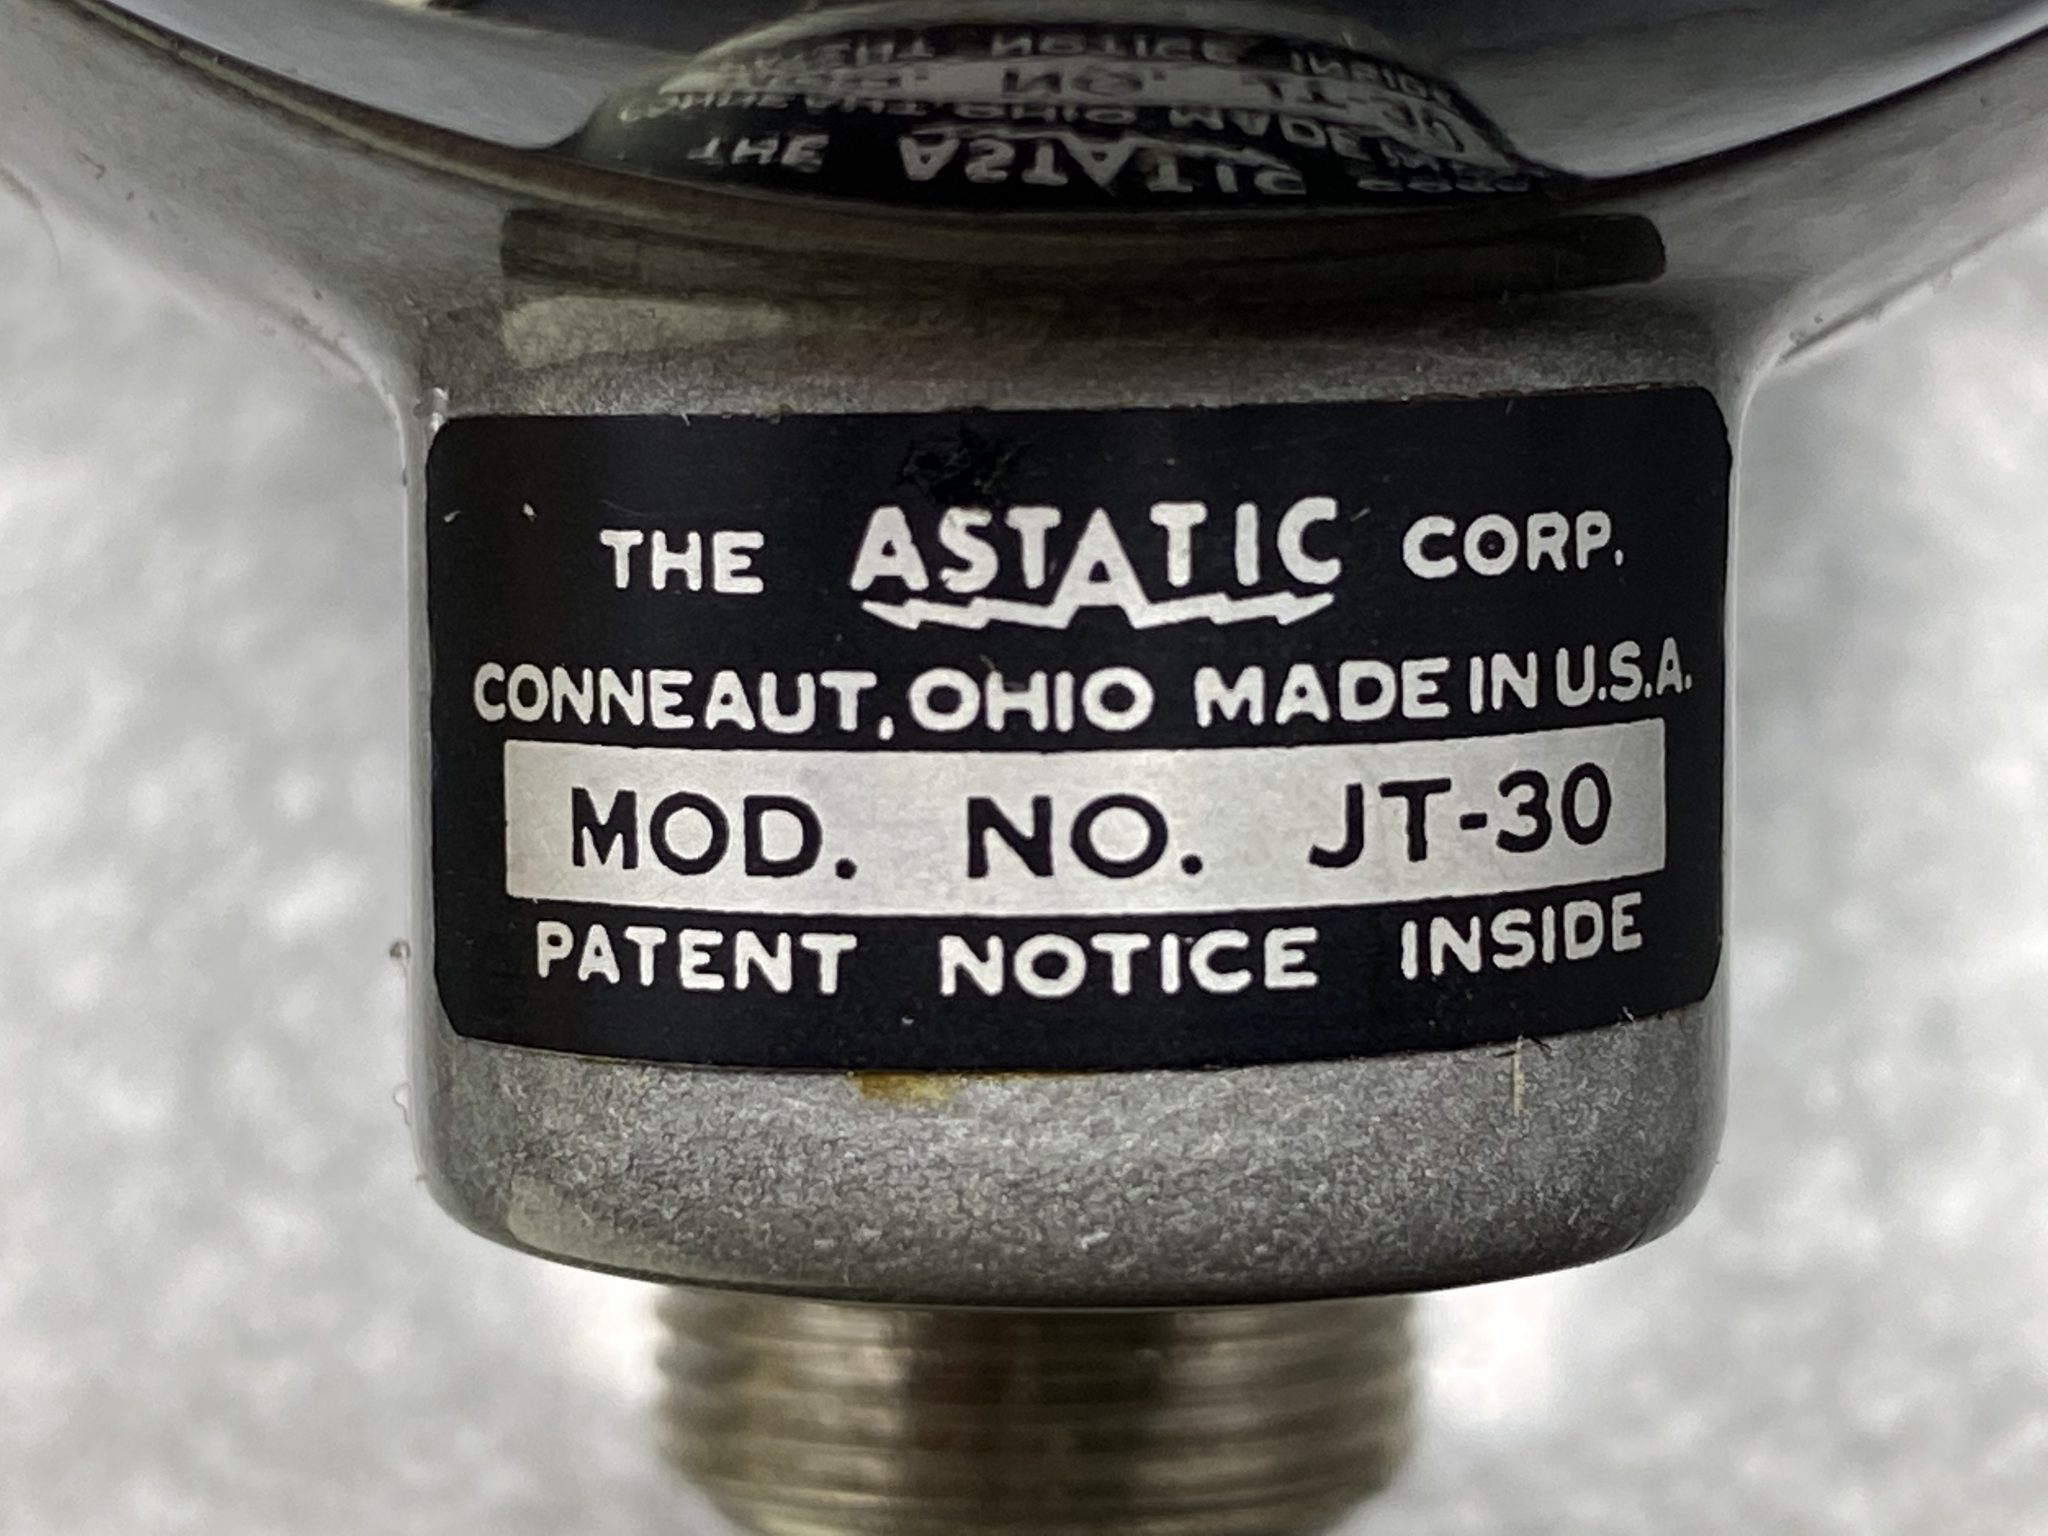 THE ASTATIC CORP.
CONNEAUT, OHIO MADE IN U.S.A.
MOD. NO. JT-30
PATENT NOTICE INSIDE